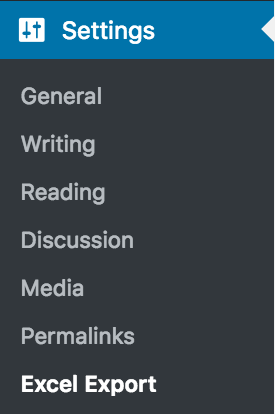 Settings
General
Writing
Reading
Discussion
Media
Permalinks
Excel Export